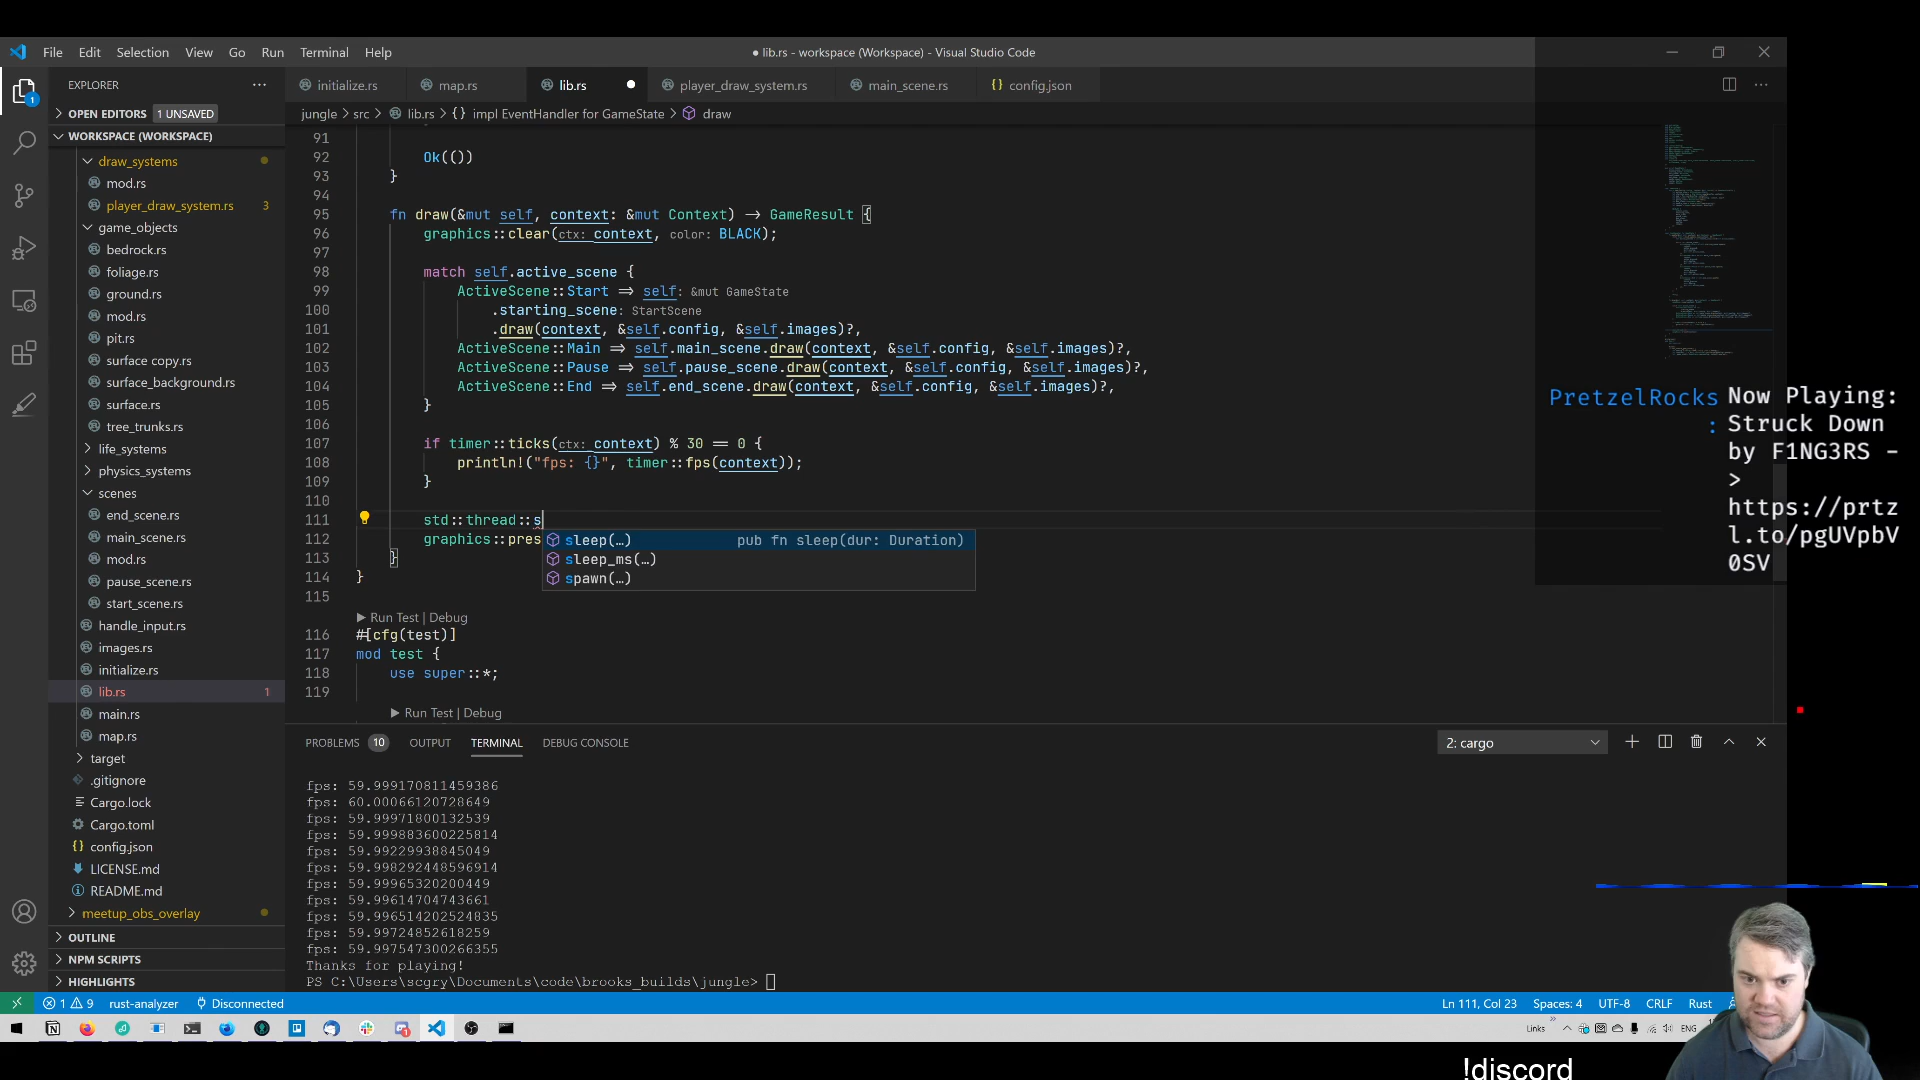 File Edit Selection View Go Run Terminal Help
● lib.rs - workspace (Workspace) - Visual Studio Code
EXPLORER
initialize.rs
map.rs
lib.rs
player_draw_system.rs
main_scene.rs
config.json
OPEN EDITORS 1 UNSAVED
jungle > src > lib.rs > {} impl EventHandler for GameState > draw
WORKSPACE (WORKSPACE)
draw_systems
mod.rs
player_draw_system.rs 3
game_objects
bedrock.rs
foliage.rs
ground.rs
mod.rs
pit.rs
surface copy.rs
surface_background.rs
surface.rs
tree_trunks.rs
life_systems
physics_systems
scenes
end_scene.rs
main_scene.rs
mod.rs
pause_scene.rs
start_scene.rs
handle_input.rs
images.rs
initialize.rs
lib.rs 1
main.rs
map.rs
target
.gitignore
Cargo.lock
Cargo.toml
config.json
LICENSE.md
README.md
meetup_obs_overlay
OUTLINE
NPM SCRIPTS
HIGHLIGHTS
91
92 Ok(())
93 }
94
95 fn draw(&mut self, context: &mut Context) -> GameResult {
96 graphics::clear(ctx: context, color: BLACK);
97
98 match self.active_scene {
99 ActiveScene::Start => self: &mut GameState
100 .starting_scene: StartScene
101 .draw(context, &self.config, &self.images)?,
102 ActiveScene::Main => self.main_scene.draw(context, &self.config, &self.images)?,
103 ActiveScene::Pause => self.pause_scene.draw(context, &self.config, &self.images)?,
104 ActiveScene::End => self.end_scene.draw(context, &self.config, &self.images)?,
105 }
106
107 if timer::ticks(ctx: context) % 30 == 0 {
108 println!("fps: {}", timer::fps(context));
109 }
110
111 std::thread::s
112 graphics::pres
sleep(…) pub fn sleep(dur: Duration)
sleep_ms(…)
spawn(…)
113 }
114 }
115
▶ Run Test | Debug
116 #[cfg(test)]
117 mod test {
118 use super::*;
119
▶ Run Test | Debug
PROBLEMS 10 OUTPUT TERMINAL DEBUG CONSOLE
2: cargo
fps: 59.999170811459386
fps: 60.00066120728649
fps: 59.99971800132539
fps: 59.999883600225814
fps: 59.99229938845049
fps: 59.998292448596914
fps: 59.99965320200449
fps: 59.99614704743661
fps: 59.996514202524835
fps: 59.99724852618259
fps: 59.997547300266355
Thanks for playing!
PS C:\Users\scgry\Documents\code\brooks_builds\jungle>
1 9 rust-analyzer Disconnected
Ln 111, Col 23 Spaces: 4 UTF-8 CRLF Rust
Links
ENG
PretzelRocks: Now Playing:
Struck Down
by F1NG3RS -
>
https://prtz
l.to/pgUVpbV
0SV
!discord